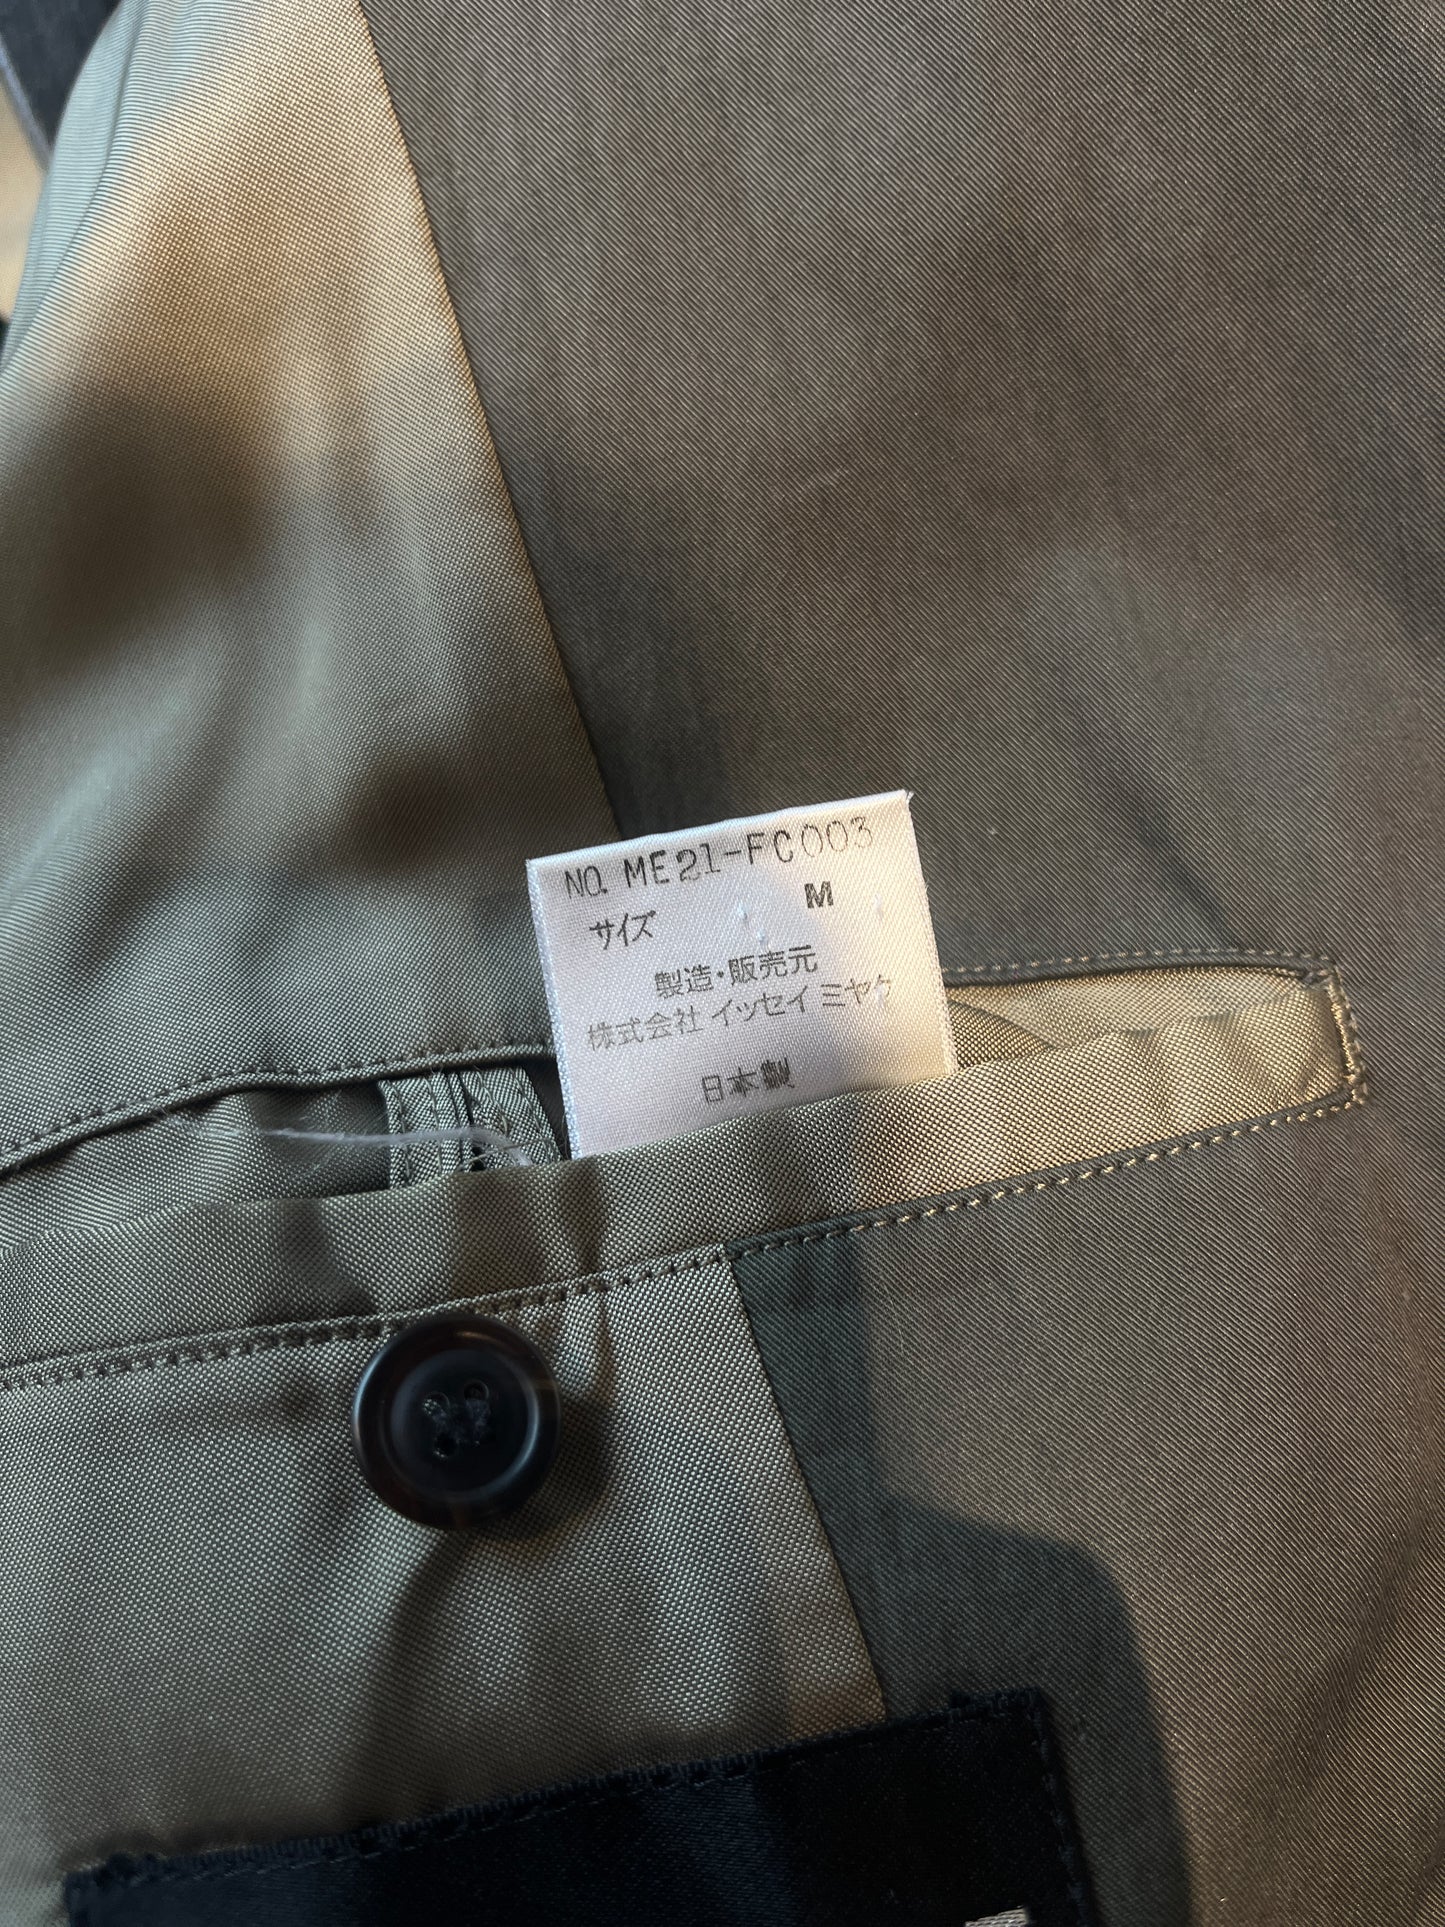 NO. ME21-FC003
サイズ M
製造・販売元
株式会社 イッセイ ミヤケ
日本製